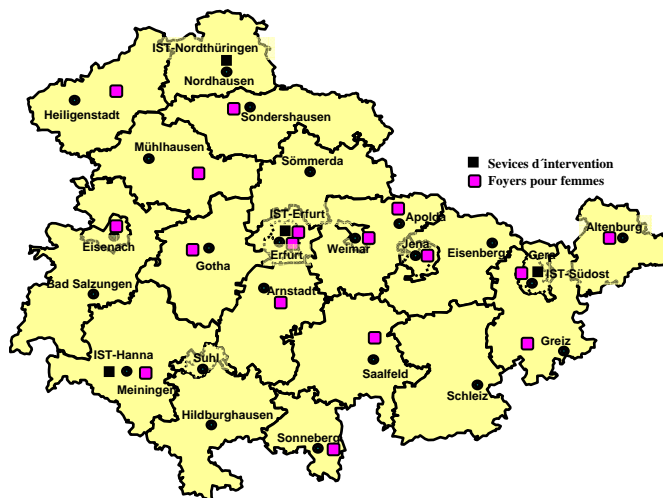 IST-Nordthüringen
Nordhausen
Heiligenstadt
Sondershausen
Mühlhausen
Sömmerda
Sevices d´intervention
Foyers pour femmes
IST-Erfurt
Apolda
Altenburg
Eisenach
Erfurt
Weimar
Jena
Eisenberg
Gera
Gotha
IST-Südost
Bad Salzungen
Arnstadt
IST-Hanna
Suhl
Greiz
Meiningen
Saalfeld
Schleiz
Hildburghausen
Sonneberg